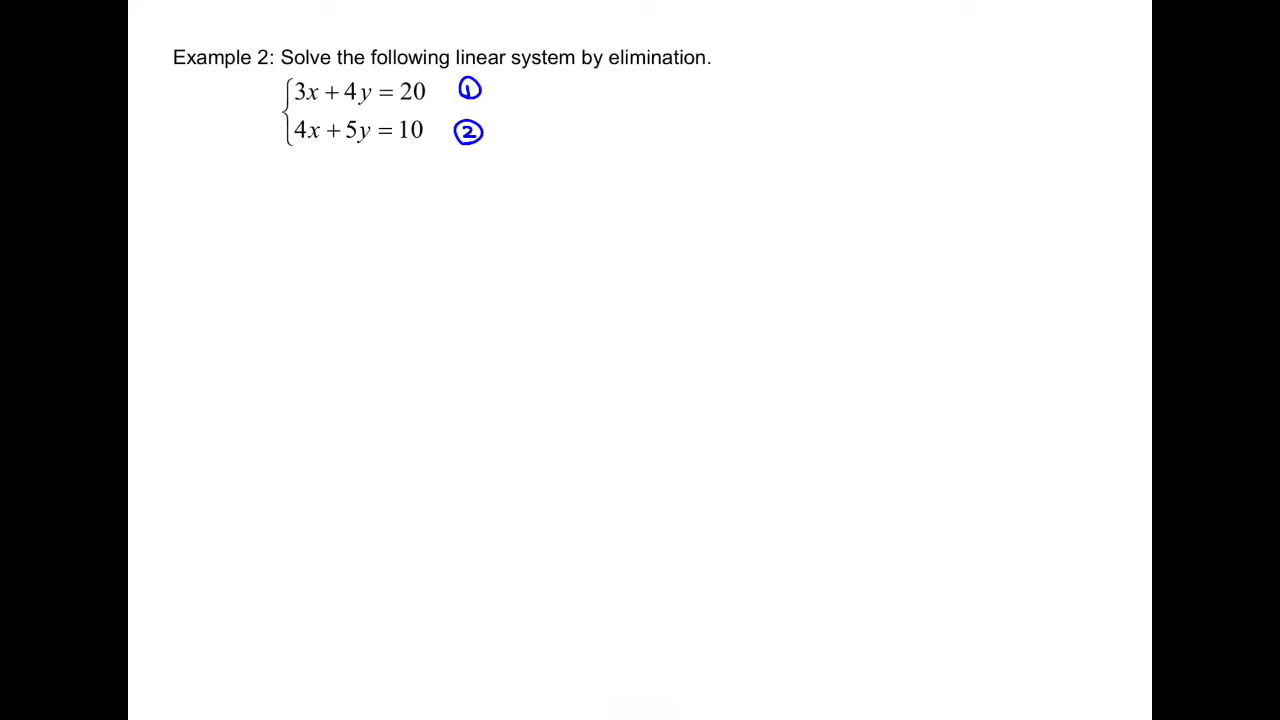 Example 2: Solve the following linear system by elimination.
3x + 4y = 20 ①
4x + 5y = 10 ②